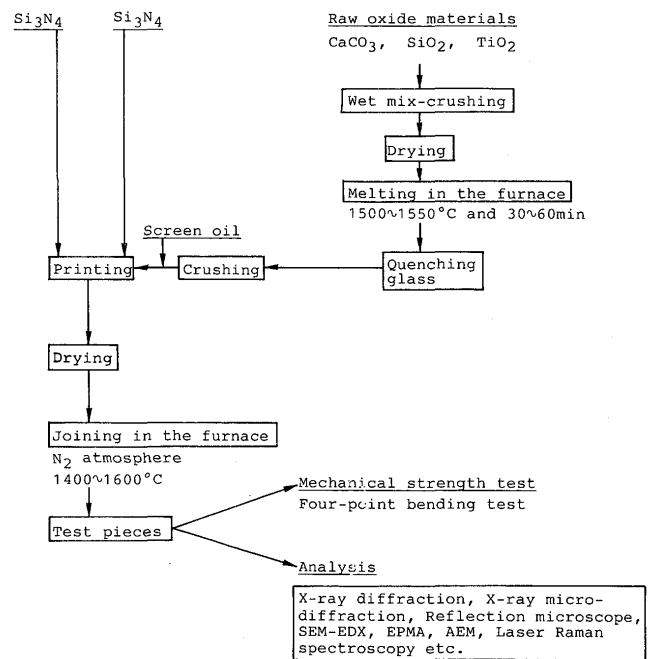 Si3N4 Si3N4
Raw oxide materials
CaCO3, SiO2, TiO2
Wet mix-crushing
Drying
Melting in the furnace
1500~1550°C and 30~60min
Screen oil
Printing
Crushing
Quenching
glass
Drying
Joining in the furnace
N2 atmosphere
1400~1600°C
Test pieces
Mechanical strength test
Four-point bending test
Analysis
X-ray diffraction, X-ray micro-
diffraction, Reflection microscope,
SEM-EDX, EPMA, AEM, Laser Raman
spectroscopy etc.